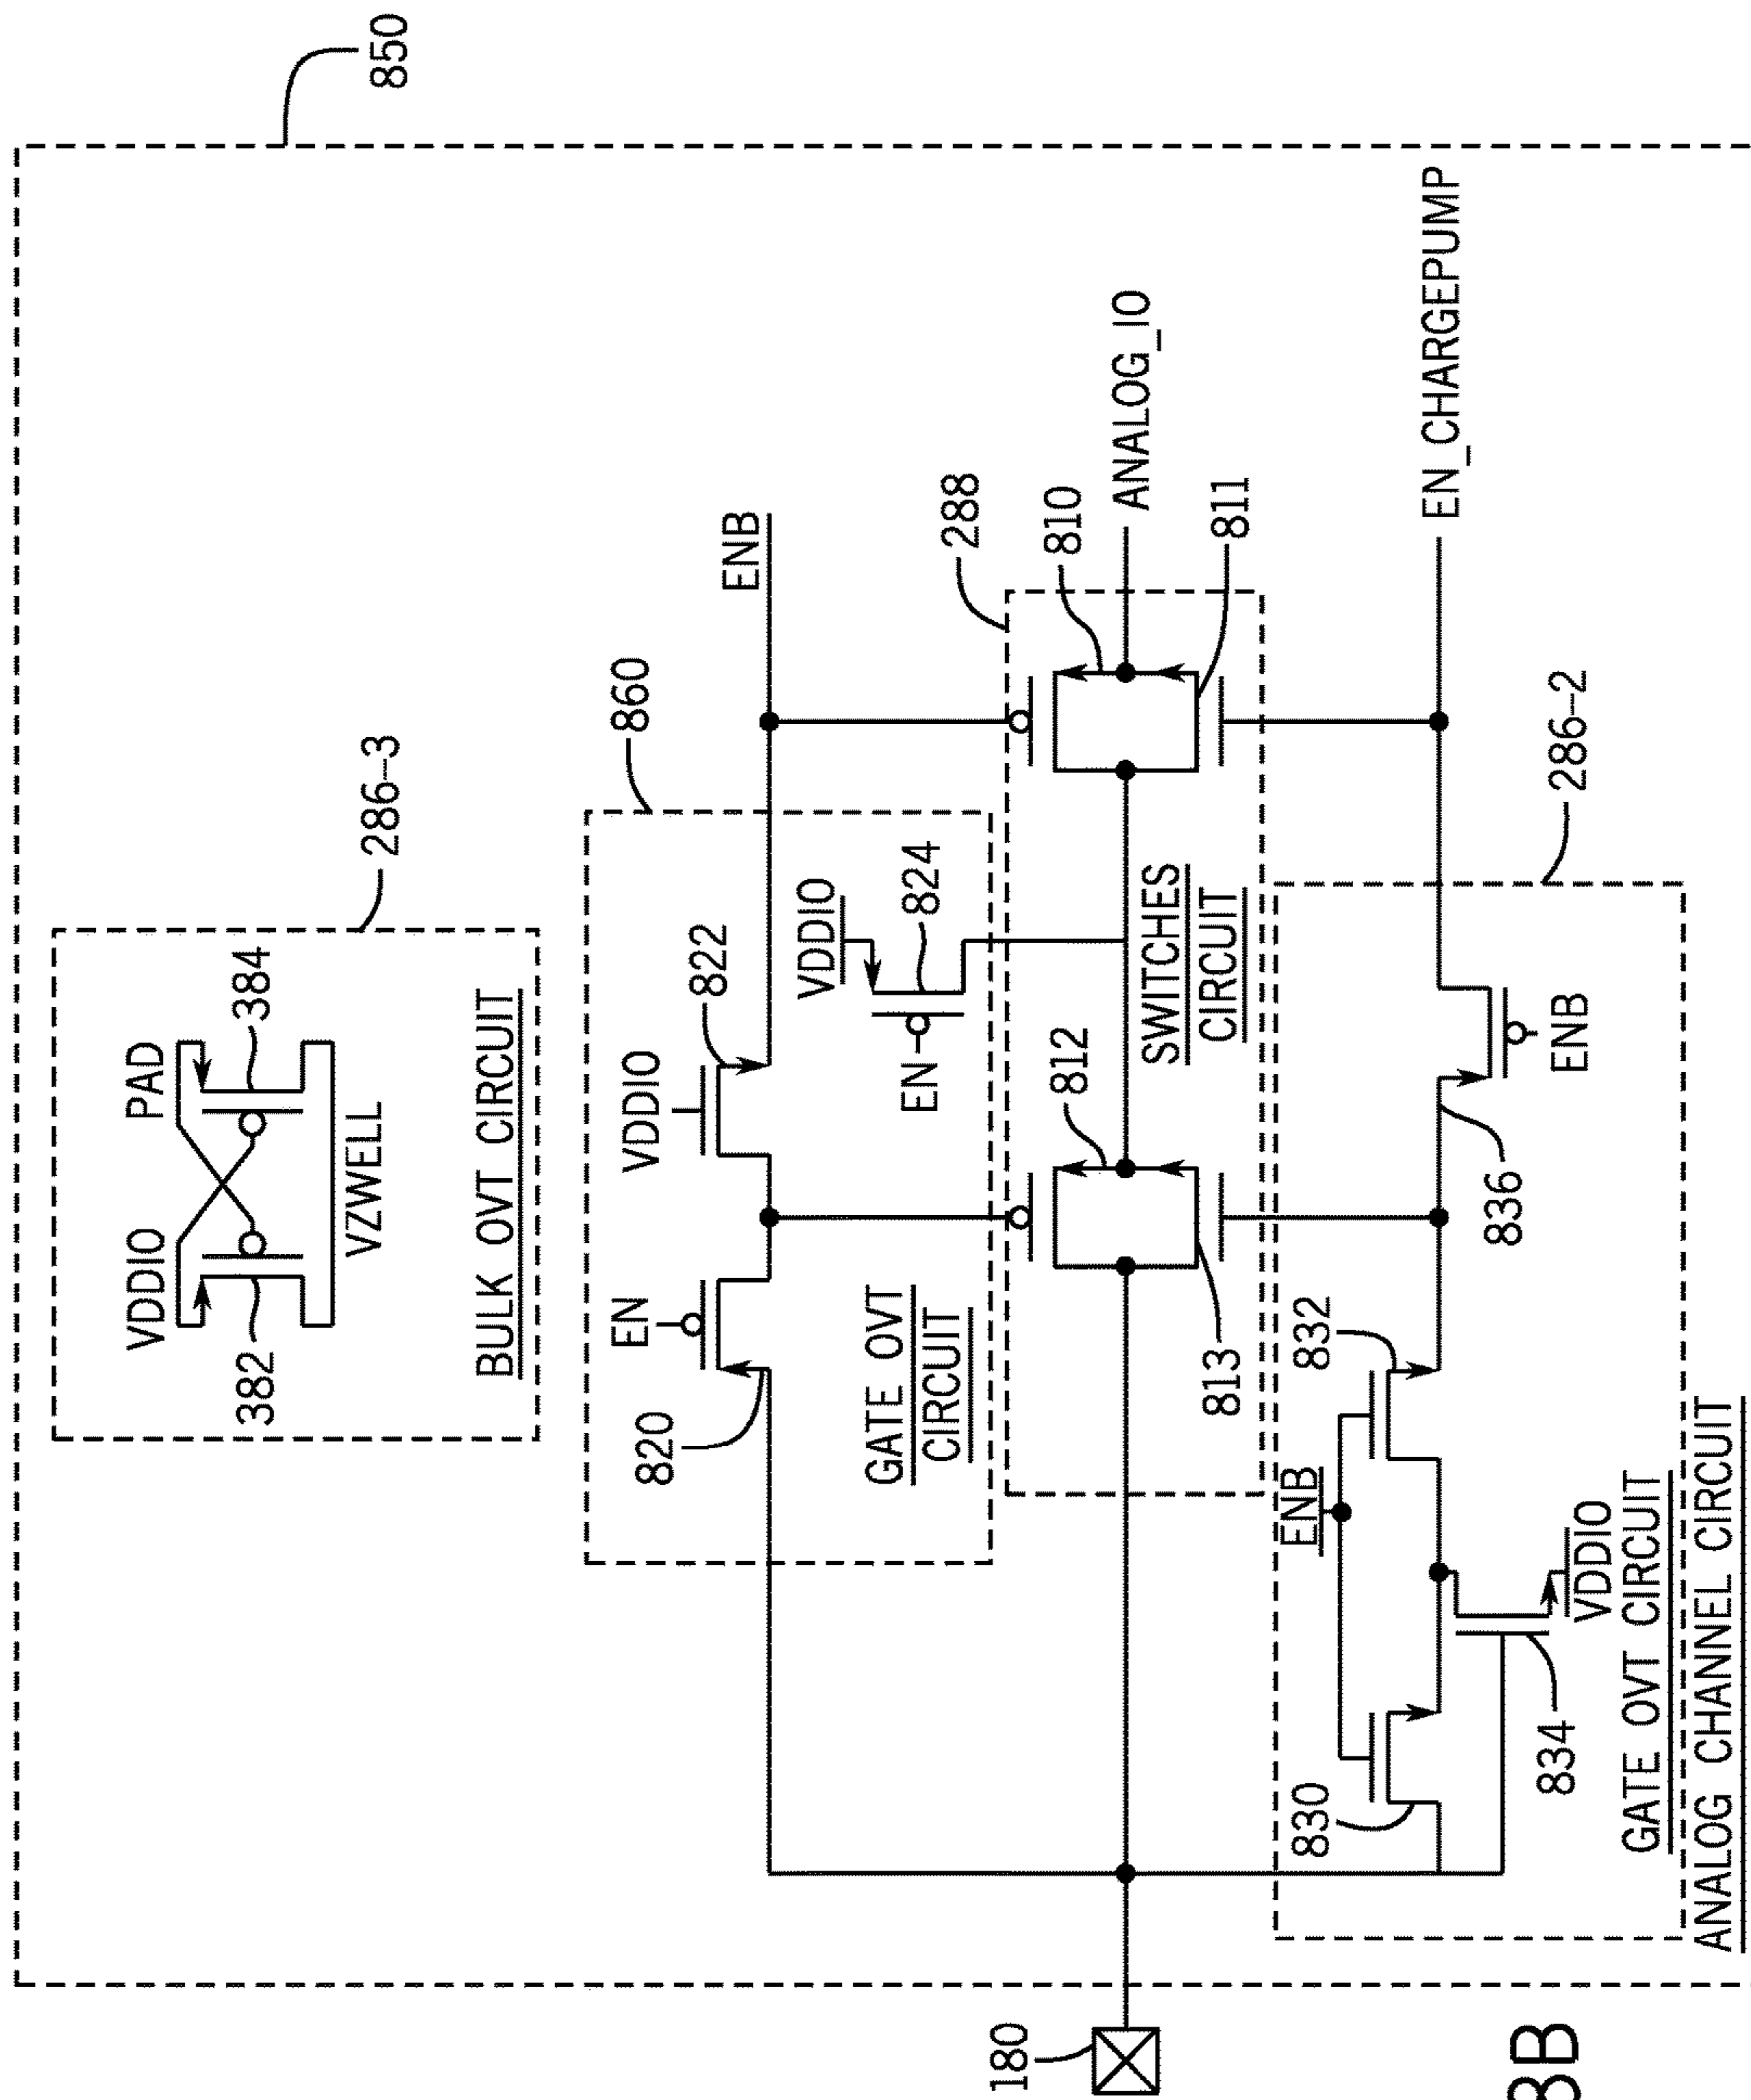 850
286-3
VDDIO
PAD
382
384
VZWELL
BULK OVT CIRCUIT
860
ENB
EN
VDDIO
820
822
VDDIO
EN
824
GATE OVT
CIRCUIT
288
180
812
810
ANALOG_IO
813
811
SWITCHES
CIRCUIT
286-2
ENB
830
832
EN_CHARGEPUMP
836
ENB
834
VDDIO
GATE OVT CIRCUIT
ANALOG CHANNEL CIRCUIT